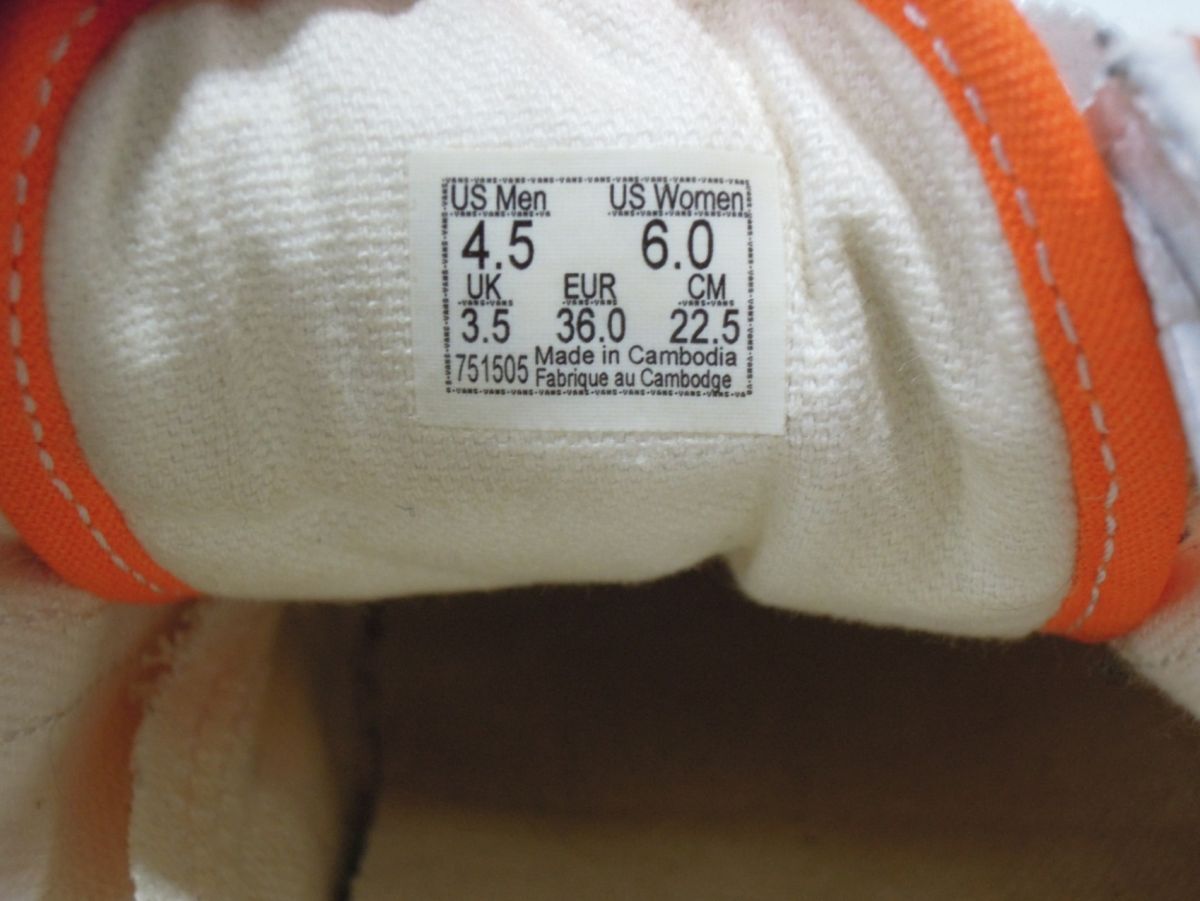 US Men US Women
4.5 6.0
UK EUR CM
3.5 36.0 22.5
751505 Made in Cambodia
Fabrique au Cambodge